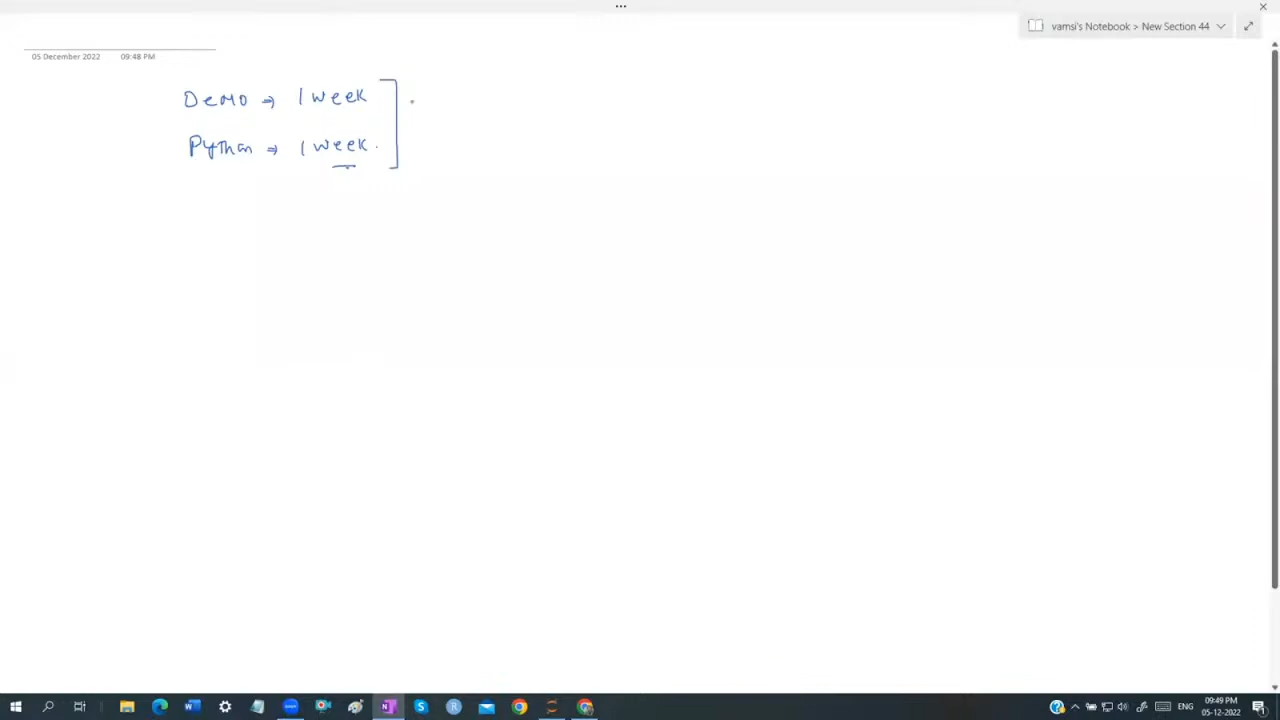 vamsi's Notebook > New Section 44
05 December 2022 09:48 PM
Demo ⇒ 1 week
Python ⇒ 1 week.
ENG
09:49 PM
05-12-2022